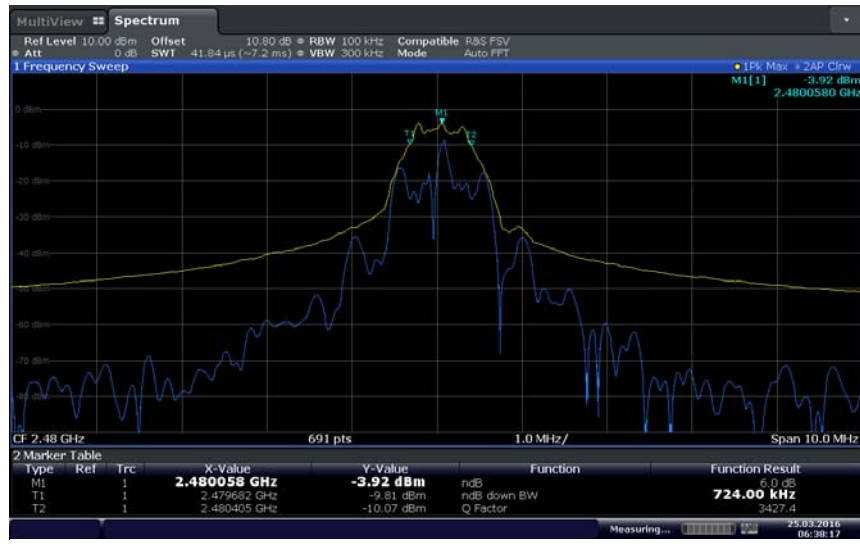 MultiView Spectrum
Ref Level 10.00 dBm Offset 10.80 dB RBW 100 kHz Compatible R&S FSV
Att 0 dB SWT 41.84 µs (~7.2 ms) VBW 300 kHz Mode Auto FFT
1 Frequency Sweep 1Pk Max 2AP Clrw
M1[1] -3.92 dBm
2.4800580 GHz
0 dBm
M1
T1 T2
-10 dBm
-20 dBm
-30 dBm
-40 dBm
-50 dBm
-60 dBm
-70 dBm
-80 dBm
CF 2.48 GHz 691 pts 1.0 MHz/ Span 10.0 MHz
2 Marker Table
Type Ref Trc X-Value Y-Value Function Function Result
M1 1 2.480058 GHz -3.92 dBm ndB 6.0 dB
T1 1 2.479682 GHz -9.81 dBm ndB down BW 724.00 kHz
T2 1 2.480405 GHz -10.07 dBm Q Factor 3427.4
Measuring... 25.03.2016
06:38:17